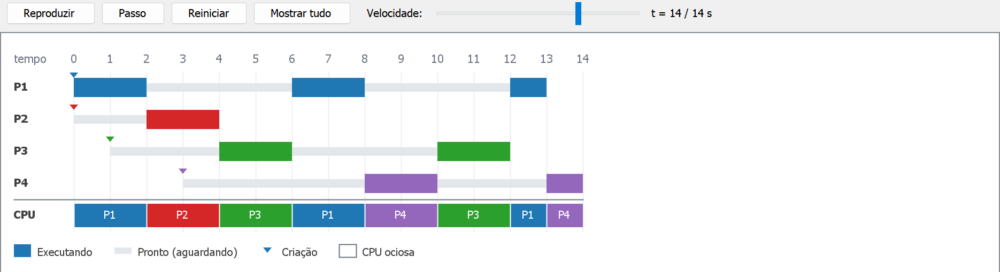 Reproduzir Passo Reiniciar Mostrar tudo Velocidade: t = 14 / 14 s
tempo 0 1 2 3 4 5 6 7 8 9 10 11 12 13 14
P1
P2
P3
P4
CPU P1 P2 P3 P1 P4 P3 P1 P4
Executando Pronto (aguardando) Criação CPU ociosa